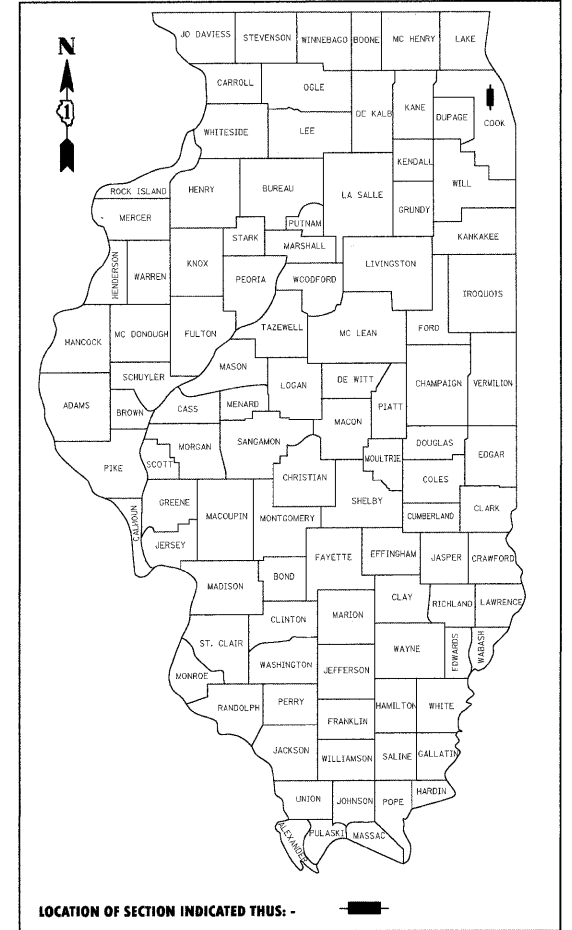 JO DAVIESS STEVENSON WINNEBAGO BOONE MC HENRY LAKE
N
CARROLL OGLE
1
DE KALB KANE DUPAGE COOK
WHITESIDE LEE
KENDALL
ROCK ISLAND HENRY BUREAU LA SALLE WILL
MERCER PUTNAM GRUNDY
STARK MARSHALL KANKAKEE
HENDERSON WARREN KNOX PEORIA WOODFORD LIVINGSTON IROQUOIS
HANCOCK MC DONOUGH FULTON TAZEWELL MC LEAN FORD
MASON
SCHUYLER LOGAN DE WITT CHAMPAIGN VERMILION
ADAMS BROWN CASS MENARD MACON PIATT
PIKE SCOTT MORGAN SANGAMON MOULTRIE DOUGLAS EDGAR
CHRISTIAN COLES
CALHOUN GREENE MACOUPIN MONTGOMERY SHELBY CUMBERLAND CLARK
JERSEY FAYETTE EFFINGHAM JASPER CRAWFORD
MADISON BOND
CLAY RICHLAND LAWRENCE
CLINTON MARION
ST. CLAIR WAYNE EDWARDS WABASH
WASHINGTON JEFFERSON
MONROE
RANDOLPH PERRY HAMILTON WHITE
FRANKLIN
JACKSON WILLIAMSON SALINE GALLATIN
UNION JOHNSON POPE HARDIN
ALEXANDER PULASKI MASSAC
LOCATION OF SECTION INDICATED THUS: -